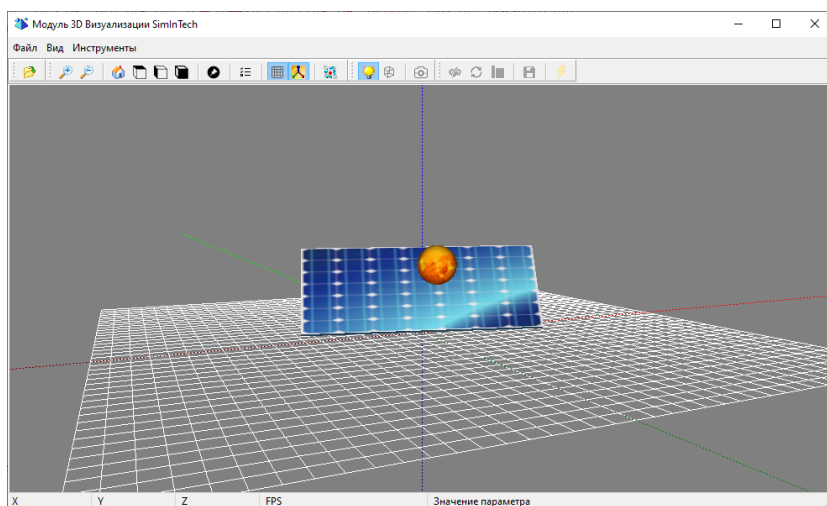 Модуль 3D Визуализации SimInTech
Файл Вид Инструменты
X Y Z FPS Значение параметра